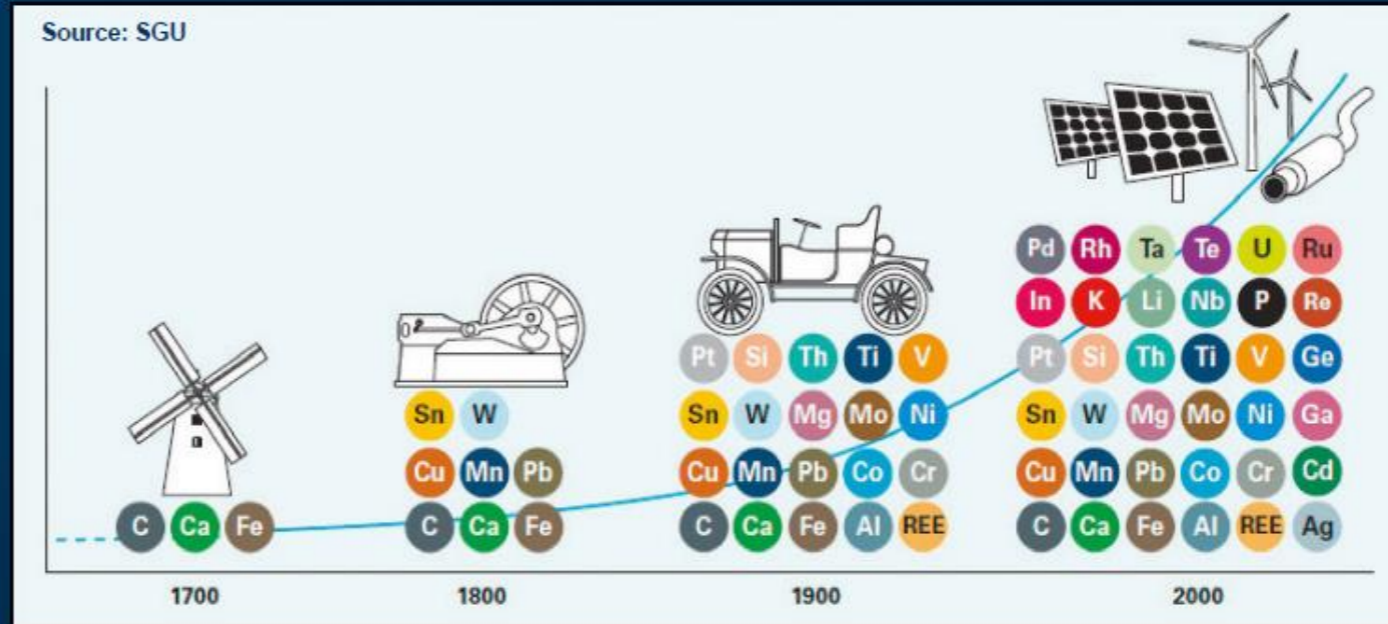 Source: SGU
Pd Rh Ta Te U Ru
In K Li Nb P Re
Pt Si Th Ti V
Pt Si Th Ti V Ge
Sn W
Sn W Mg Mo Ni
Sn W Mg Mo Ni Ga
Cu Mn Pb
Cu Mn Pb Co Cr
Cu Mn Pb Co Cr Cd
C Ca Fe
C Ca Fe
C Ca Fe Al REE
C Ca Fe Al REE Ag
1700 1800 1900 2000